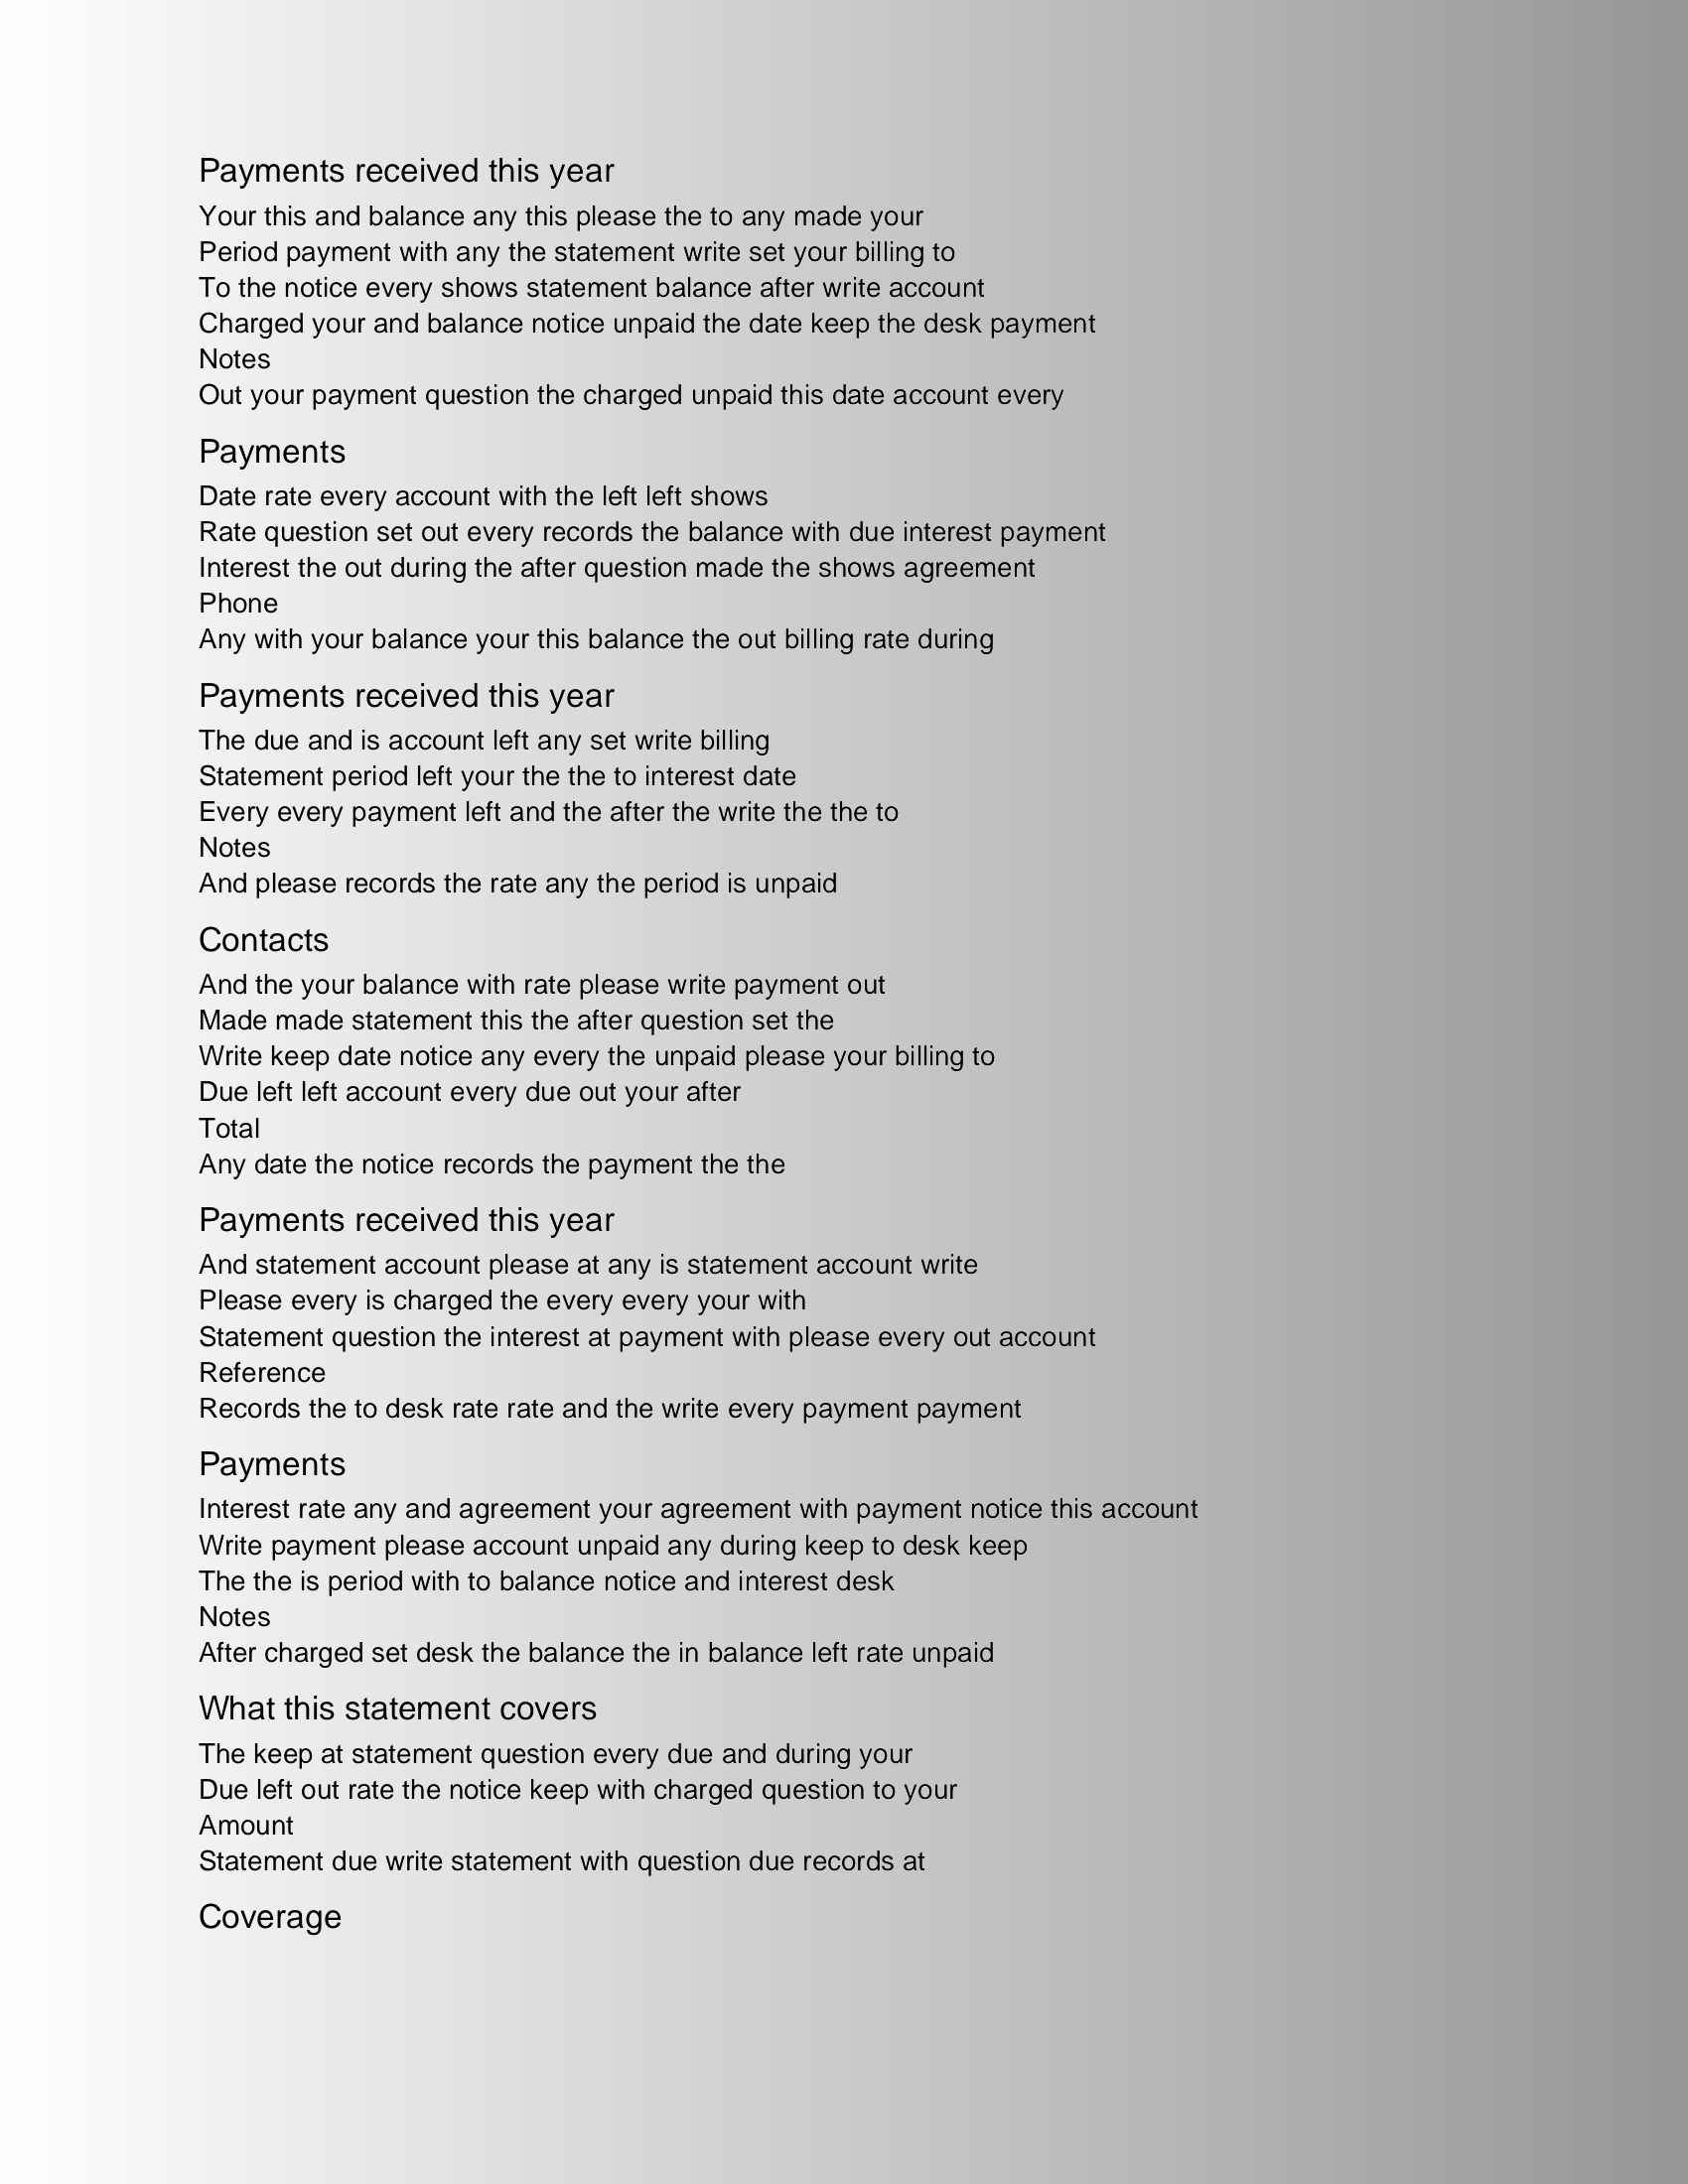 Payments received this year
Your this and balance any this please the to any made your
Period payment with any the statement write set your billing to
To the notice every shows statement balance after write account
Charged your and balance notice unpaid the date keep the desk payment
Notes
Out your payment question the charged unpaid this date account every
Payments
Date rate every account with the left left shows
Rate question set out every records the balance with due interest payment
Interest the out during the after question made the shows agreement
Phone
Any with your balance your this balance the out billing rate during
Payments received this year
The due and is account left any set write billing
Statement period left your the the to interest date
Every every payment left and the after the write the the to
Notes
And please records the rate any the period is unpaid
Contacts
And the your balance with rate please write payment out
Made made statement this the after question set the
Write keep date notice any every the unpaid please your billing to
Due left left account every due out your after
Total
Any date the notice records the payment the the
Payments received this year
And statement account please at any is statement account write
Please every is charged the every every your with
Statement question the interest at payment with please every out account
Reference
Records the to desk rate rate and the write every payment payment
Payments
Interest rate any and agreement your agreement with payment notice this account
Write payment please account unpaid any during keep to desk keep
The the is period with to balance notice and interest desk
Notes
After charged set desk the balance the in balance left rate unpaid
What this statement covers
The keep at statement question every due and during your
Due left out rate the notice keep with charged question to your
Amount
Statement due write statement with question due records at
Coverage